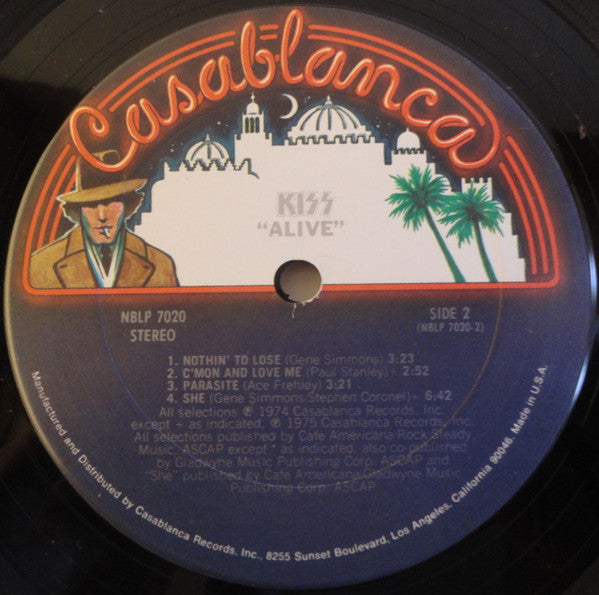 Casablanca
KISS
"ALIVE"
NBLP 7020
STEREO
SIDE 2
(NBLP 7020-2)
1. NOTHIN' TO LOSE (Gene Simmons) 3:23
2. C'MON AND LOVE ME (Paul Stanley)+ 2:52
3. PARASITE (Ace Frehley) 3:21
4. SHE (Gene Simmons/Stephen Coronel)+ 6:42
All selections ℗ 1974 Casablanca Records, Inc.
except + as indicated, ℗ 1975 Casablanca Records, Inc.
All selections published by Cafe Americana/Rock Steady
Music, ASCAP except * as indicated, also co-published
by Gladwyne Music Publishing Corp. ASCAP and
"She" published by Cafe Americana/Gladwyne Music
Publishing Corp. ASCAP
Manufactured and Distributed by Casablanca Records, Inc., 8255 Sunset Boulevard, Los Angeles, California 90046. Made in U.S.A.